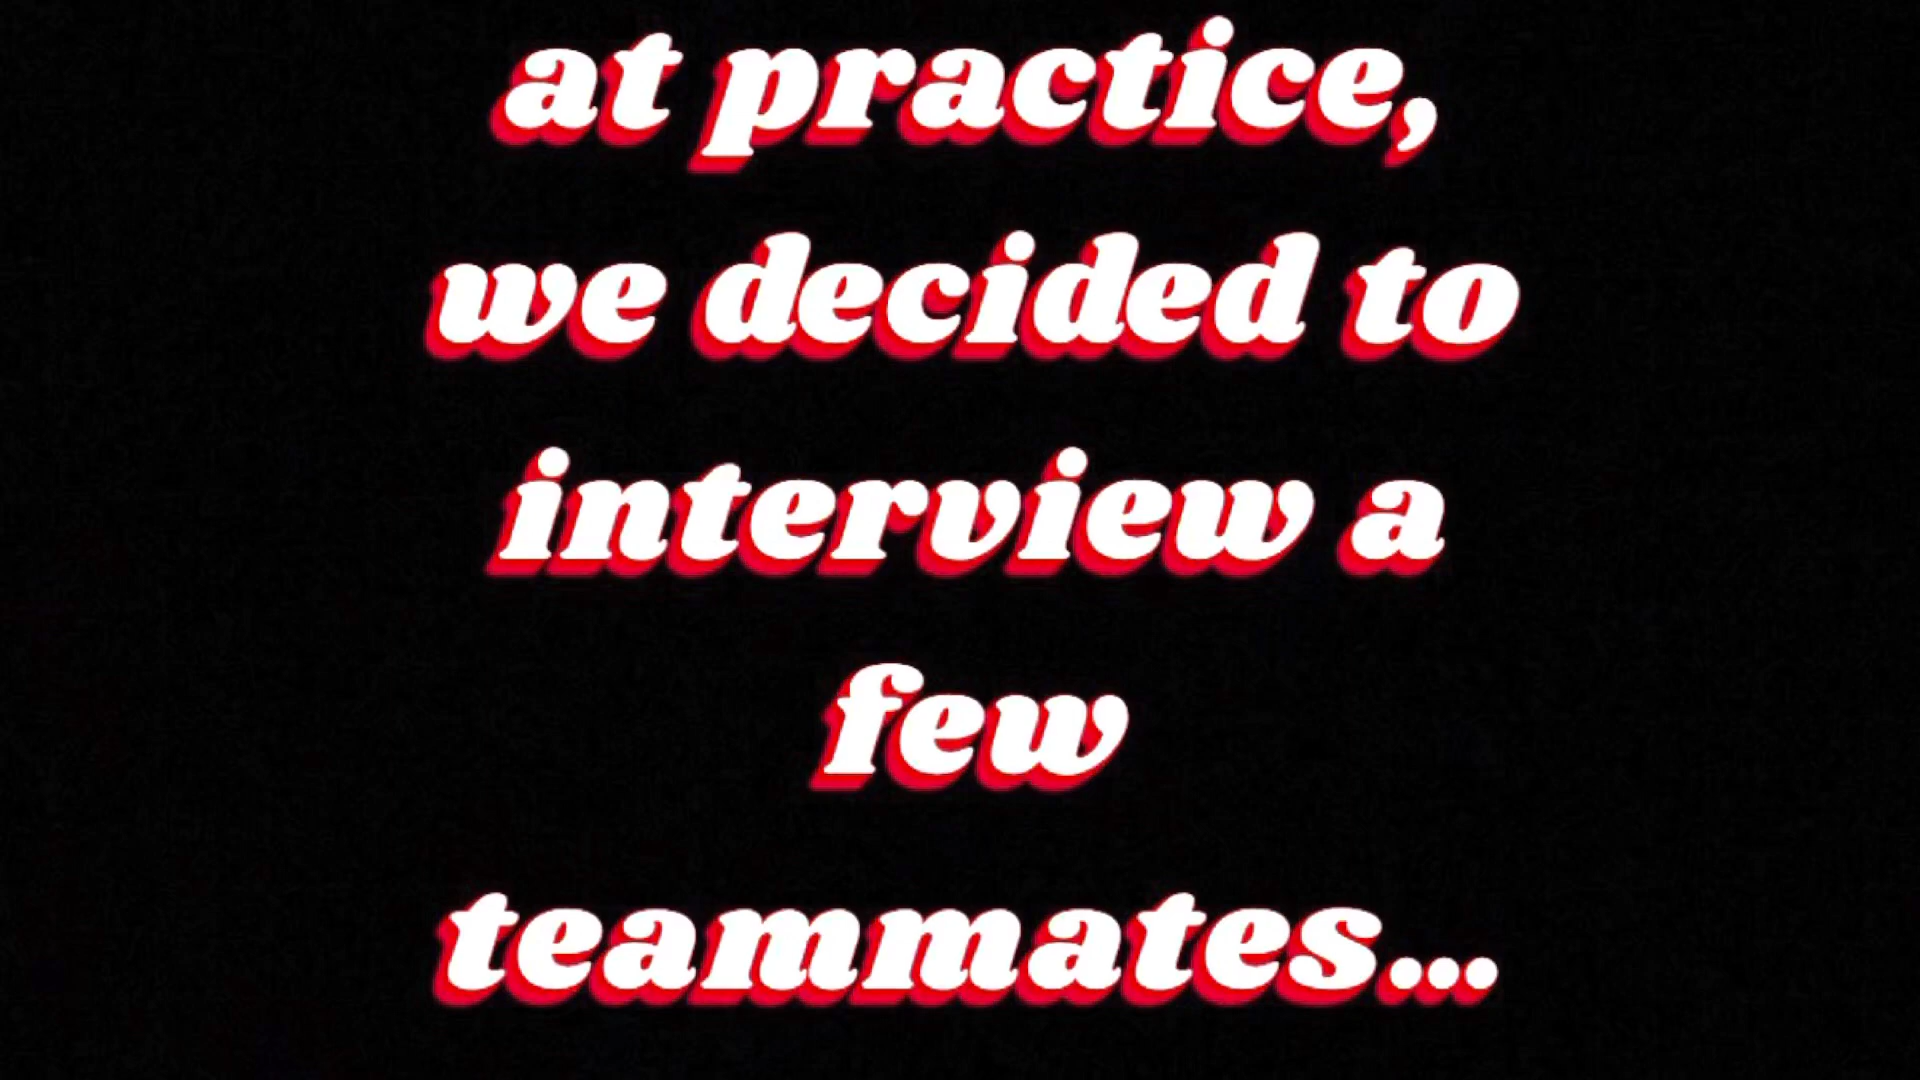 at practice,
we decided to
interview a
few
teammates...